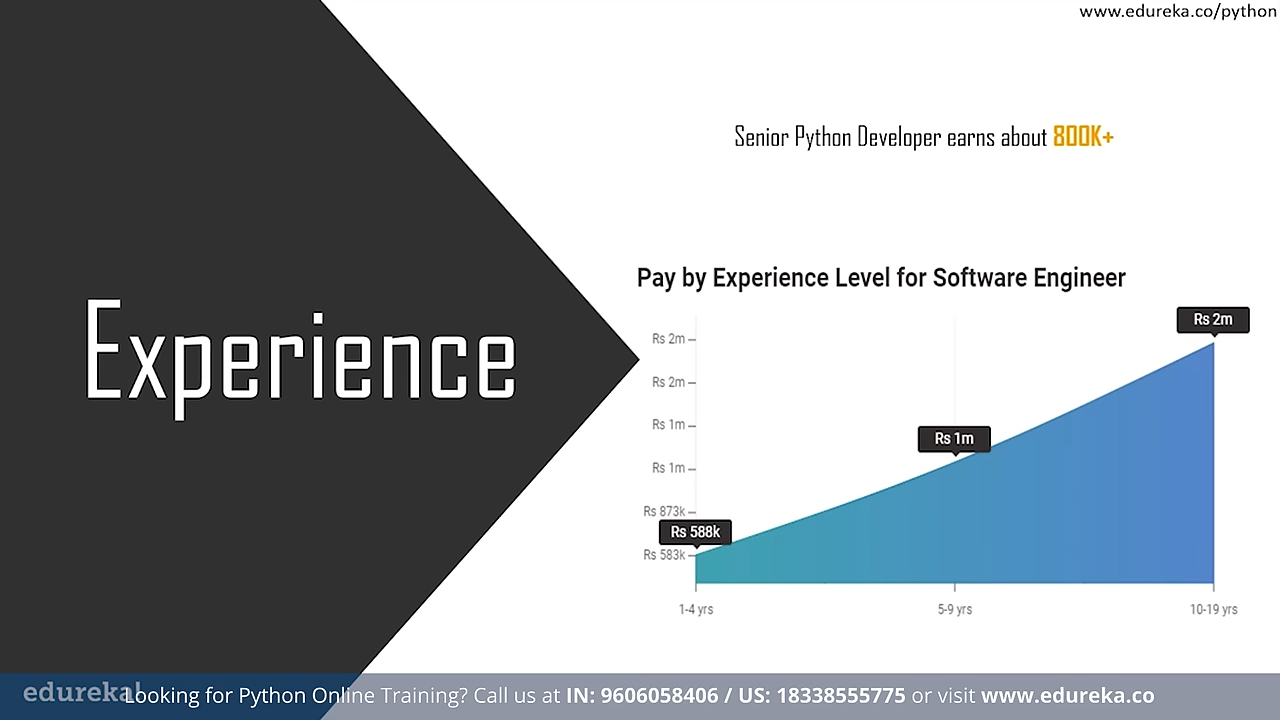 www.edureka.co/python
Senior Python Developer earns about 800K+
Experience
Pay by Experience Level for Software Engineer
Rs 2m
Rs 2m
Rs 2m
Rs 1m
Rs 1m
Rs 1m
Rs 873k
Rs 588k
Rs 583k
1-4 yrs
5-9 yrs
10-19 yrs
edureka!
Looking for Python Online Training? Call us at IN: 9606058406 / US: 18338555775 or visit www.edureka.co